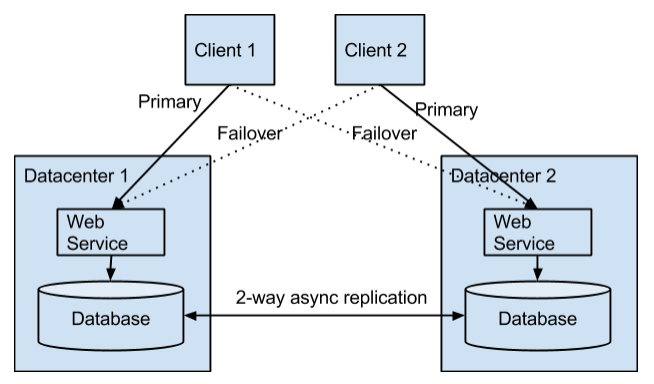 Client 1
Client 2
Primary
Primary
Failover
Failover
Datacenter 1
Datacenter 2
Web
Service
Web
Service
2-way async replication
Database
Database